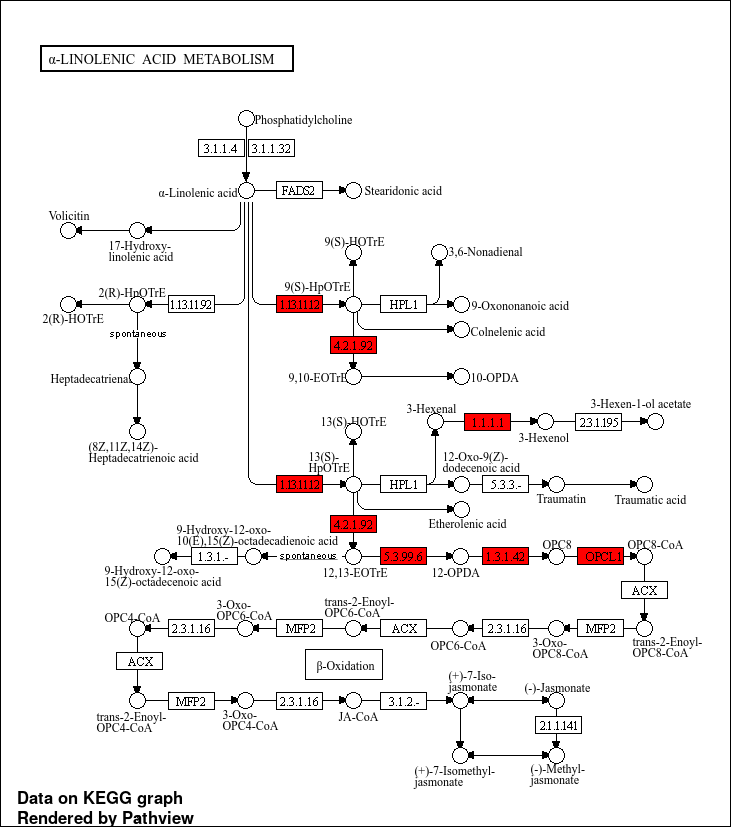 α-LINOLENIC ACID METABOLISM
Phosphatidylcholine
3.1.1.4
3.1.1.32
α-Linolenic acid
FADS2
Stearidonic acid
Volicitin
17-Hydroxy-
linolenic acid
9(S)-HOTrE
3,6-Nonadienal
2(R)-HpOTrE
1.13.11.92
9(S)-HpOTrE
1.13.11.12
HPL1
9-Oxononanoic acid
2(R)-HOTrE
Colnelenic acid
spontaneous
4.2.1.92
Heptadecatrienal
9,10-EOTrE
10-OPDA
3-Hexenal
3-Hexen-1-ol acetate
13(S)-HOTrE
1.1.1.1
2.3.1.195
3-Hexenol
(8Z,11Z,14Z)-
Heptadecatrienoic acid
13(S)-
HpOTrE
12-Oxo-9(Z)-
dodecenoic acid
1.13.11.12
HPL1
5.3.3.-
Traumatin
Traumatic acid
4.2.1.92
Etherolenic acid
9-Hydroxy-12-oxo-
10(E),15(Z)-octadecadienoic acid
OPC8
OPC8-CoA
1.3.1.-
spontaneous
5.3.99.6
1.3.1.42
OPCL1
9-Hydroxy-12-oxo-
15(Z)-octadecenoic acid
12,13-EOTrE
12-OPDA
ACX
OPC4-CoA
3-Oxo-
OPC6-CoA
trans-2-Enoyl-
OPC6-CoA
2.3.1.16
MFP2
ACX
2.3.1.16
MFP2
OPC6-CoA
3-Oxo-
OPC8-CoA
trans-2-Enoyl-
OPC8-CoA
ACX
β-Oxidation
(+)-7-Iso-
jasmonate
(-)-Jasmonate
MFP2
2.3.1.16
3.1.2.-
trans-2-Enoyl-
OPC4-CoA
3-Oxo-
OPC4-CoA
JA-CoA
2.1.1.141
(+)-7-Isomethyl-
jasmonate
(-)-Methyl-
jasmonate
Data on KEGG graph
Rendered by Pathview